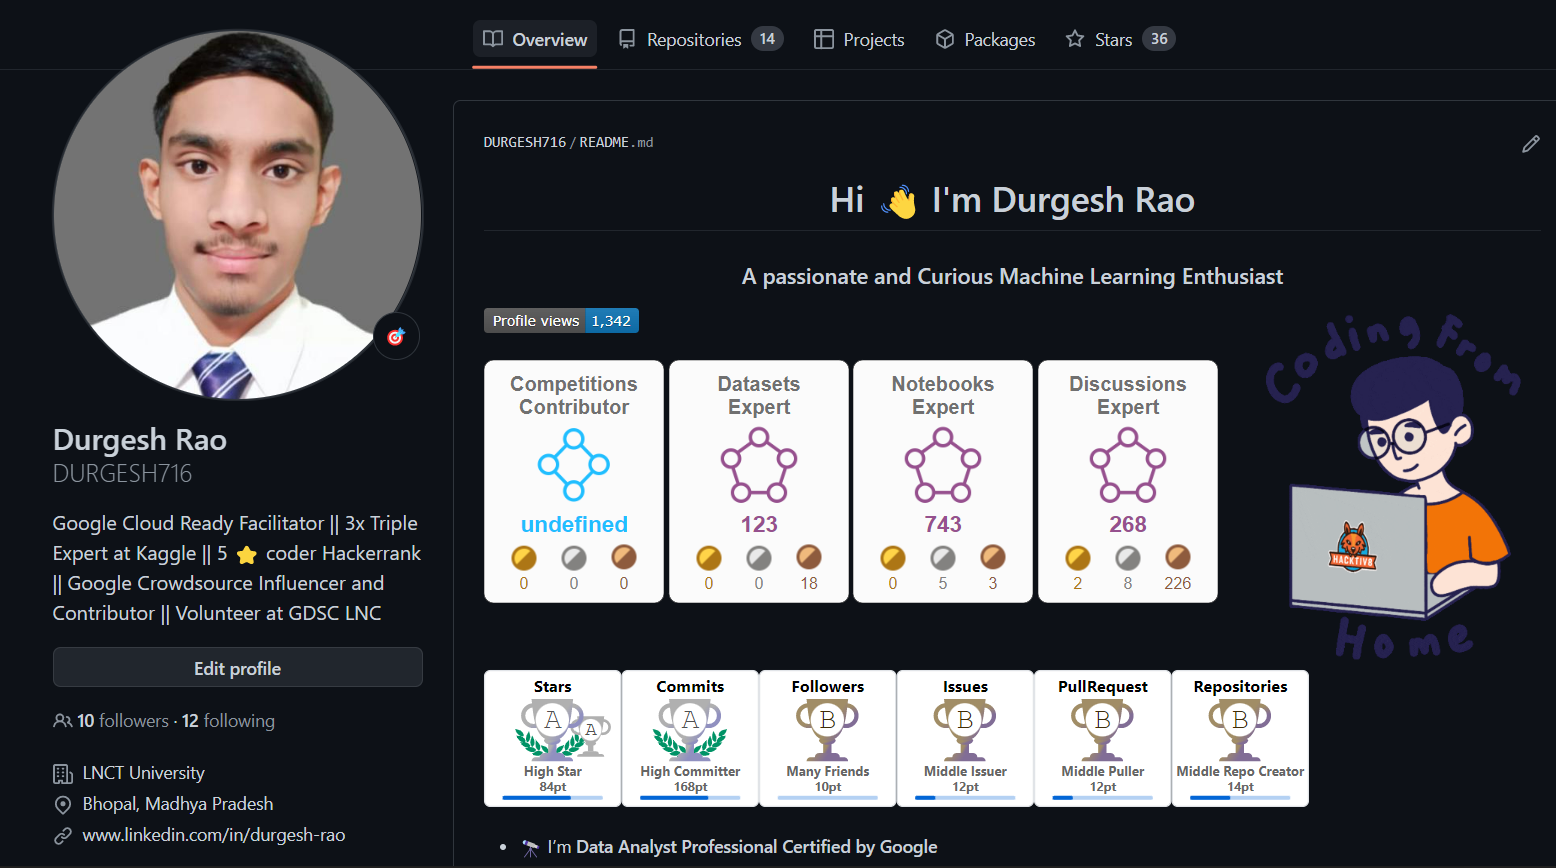 Overview Repositories 14 Projects Packages Stars 36
DURGESH716 / README.md
Hi 👋 I'm Durgesh Rao
A passionate and Curious Machine Learning Enthusiast
Profile views 1,342
Competitions Contributor
undefined
0 0 0
Datasets Expert
123
0 0 18
Notebooks Expert
743
0 5 3
Discussions Expert
268
2 8 226
Coding From
HACKTIV8
Home
Stars
A A
High Star
84pt
Commits
A
High Committer
168pt
Followers
B
Many Friends
10pt
Issues
B
Middle Issuer
12pt
PullRequest
B
Middle Puller
12pt
Repositories
B
Middle Repo Creator
14pt
• 🔭 I'm Data Analyst Professional Certified by Google
Durgesh Rao
DURGESH716
Google Cloud Ready Facilitator || 3x Triple
Expert at Kaggle || 5 ⭐ coder Hackerrank
|| Google Crowdsource Influencer and
Contributor || Volunteer at GDSC LNC
Edit profile
10 followers · 12 following
LNCT University
Bhopal, Madhya Pradesh
www.linkedin.com/in/durgesh-rao